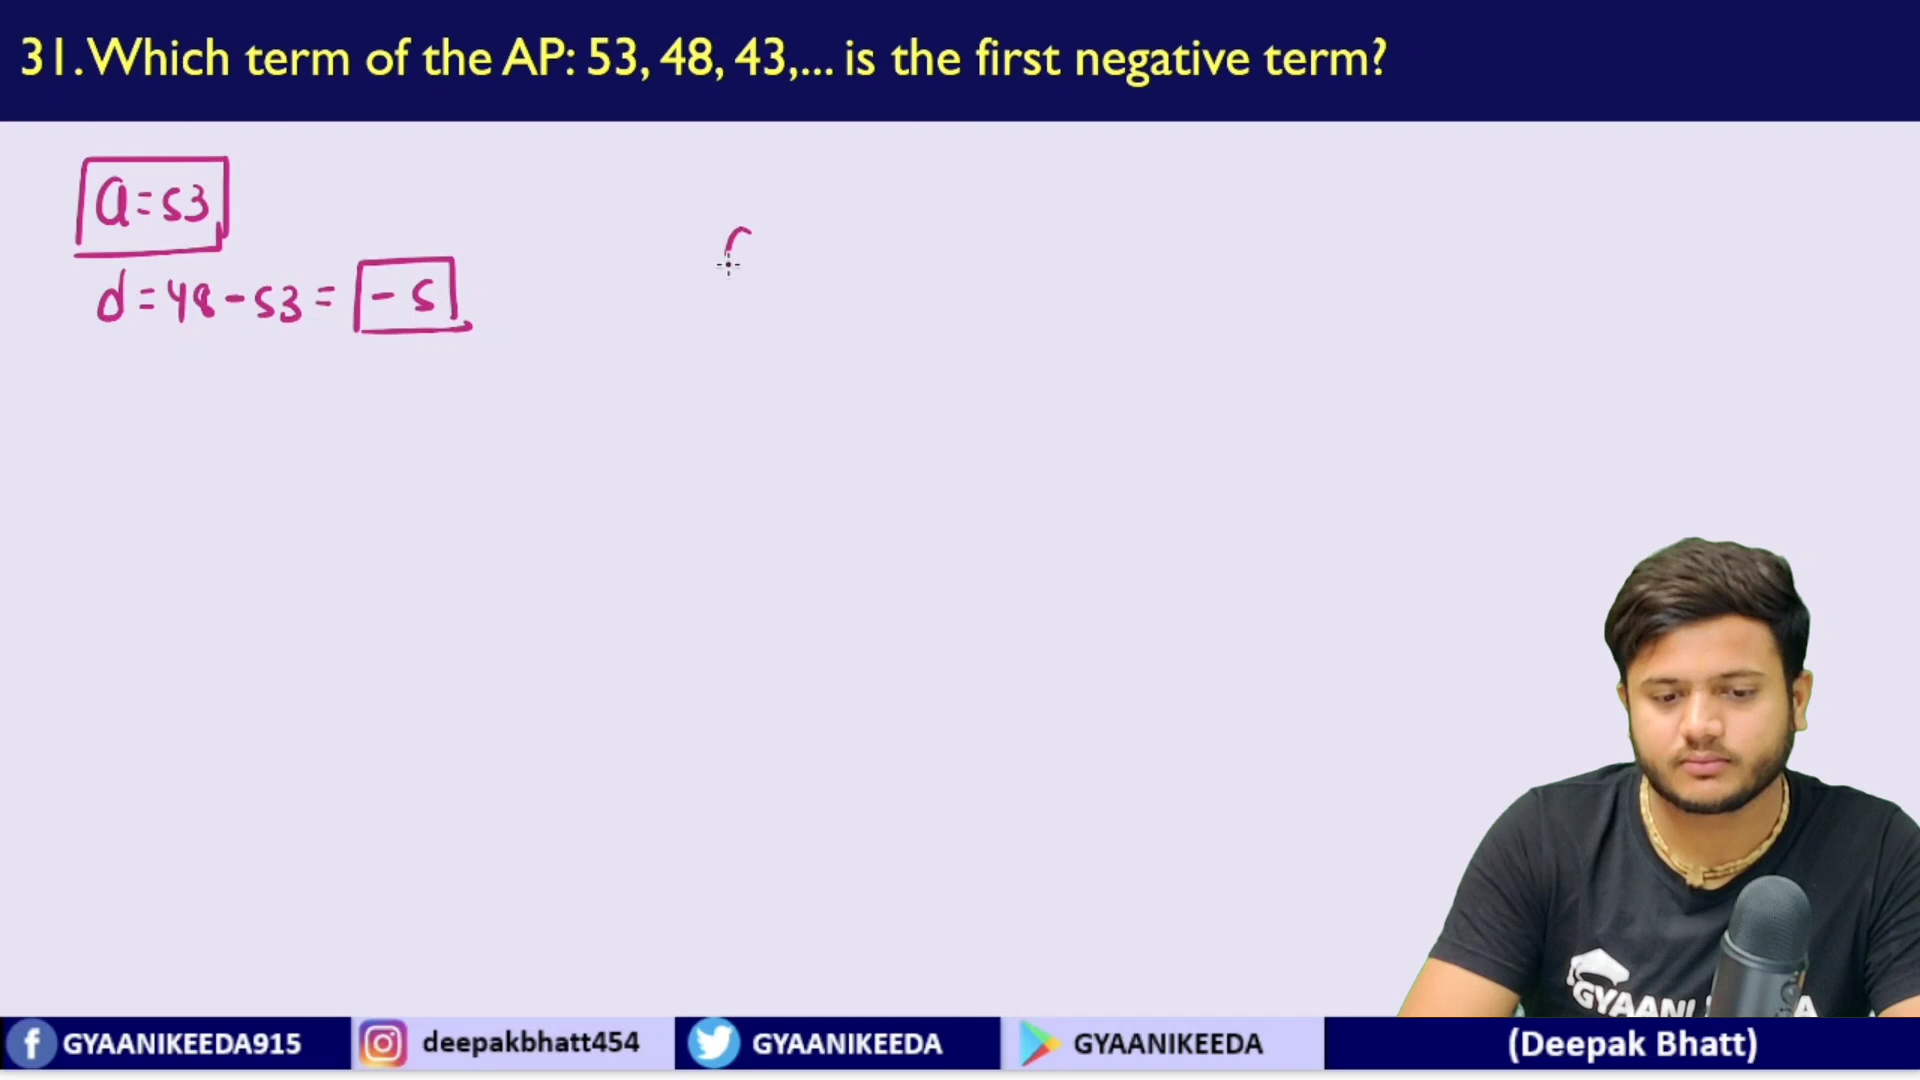 31. Which term of the AP: 53, 48, 43,... is the first negative term?
a = 53
d = 48 - 53 = - 5
GYAANI
GYAANIKEEDA915
deepakbhatt454
GYAANIKEEDA
GYAANIKEEDA
(Deepak Bhatt)